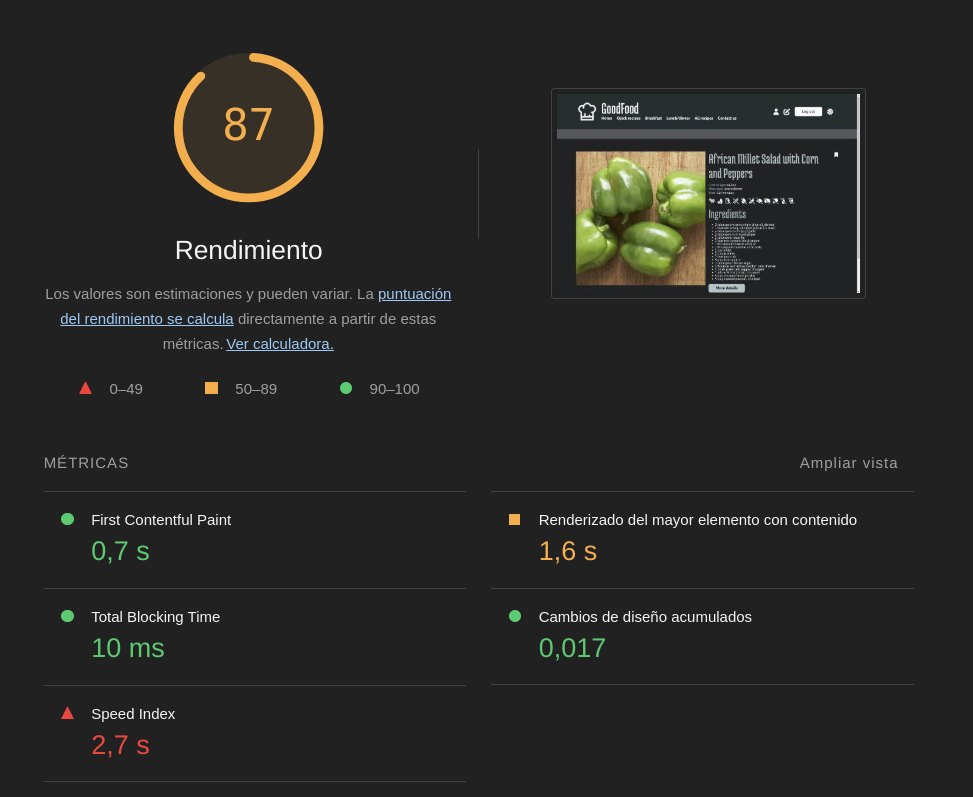 87
Rendimiento
Los valores son estimaciones y pueden variar. La puntuación
del rendimiento se calcula directamente a partir de estas
métricas. Ver calculadora.
0–49
50–89
90–100
GoodFood
Home Quick recipes Breakfast Lunch/dinner All recipes Contact us
Log out
African Millet Salad with Corn
and Peppers
Ingredients
More details
MÉTRICAS
Ampliar vista
First Contentful Paint
0,7 s
Renderizado del mayor elemento con contenido
1,6 s
Total Blocking Time
10 ms
Cambios de diseño acumulados
0,017
Speed Index
2,7 s